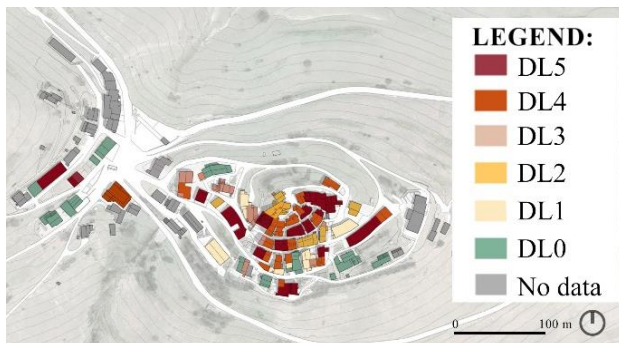 LEGEND:
DL5
DL4
DL3
DL2
DL1
DL0
No data
0 100 m